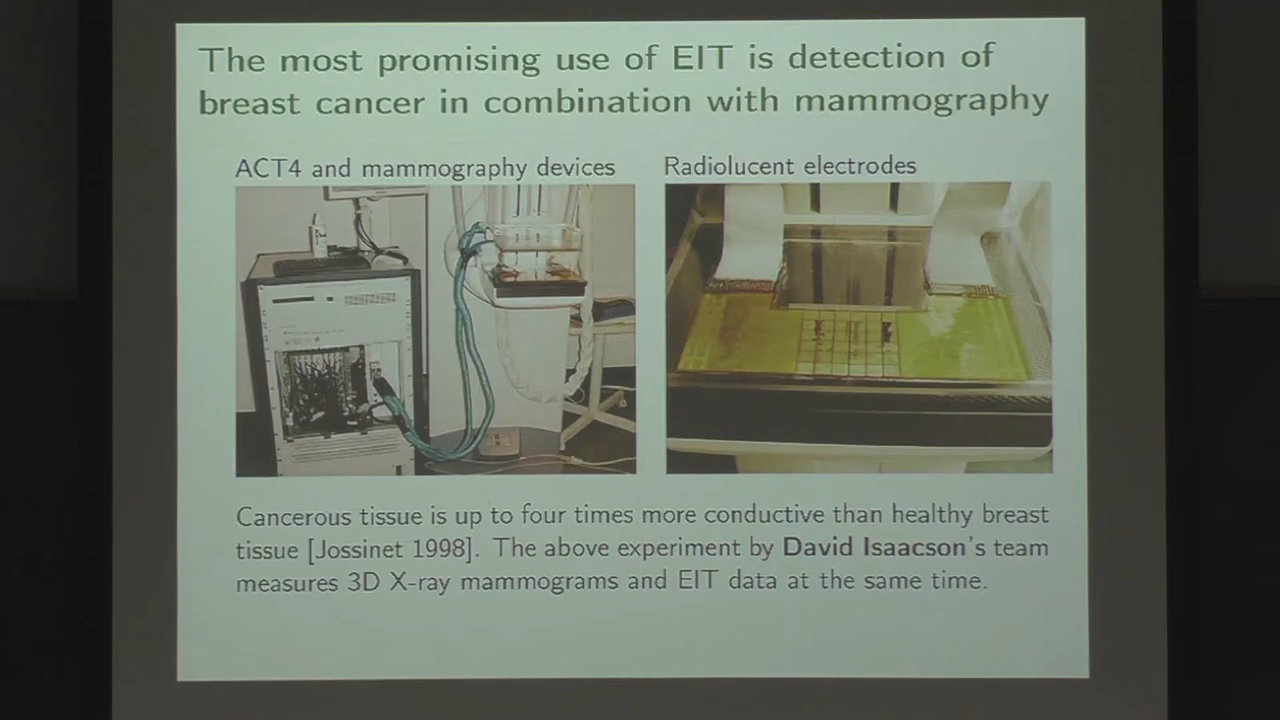 The most promising use of EIT is detection of
breast cancer in combination with mammography
ACT4 and mammography devices
Radiolucent electrodes
Cancerous tissue is up to four times more conductive than healthy breast
tissue [Jossinet 1998]. The above experiment by David Isaacson's team
measures 3D X-ray mammograms and EIT data at the same time.